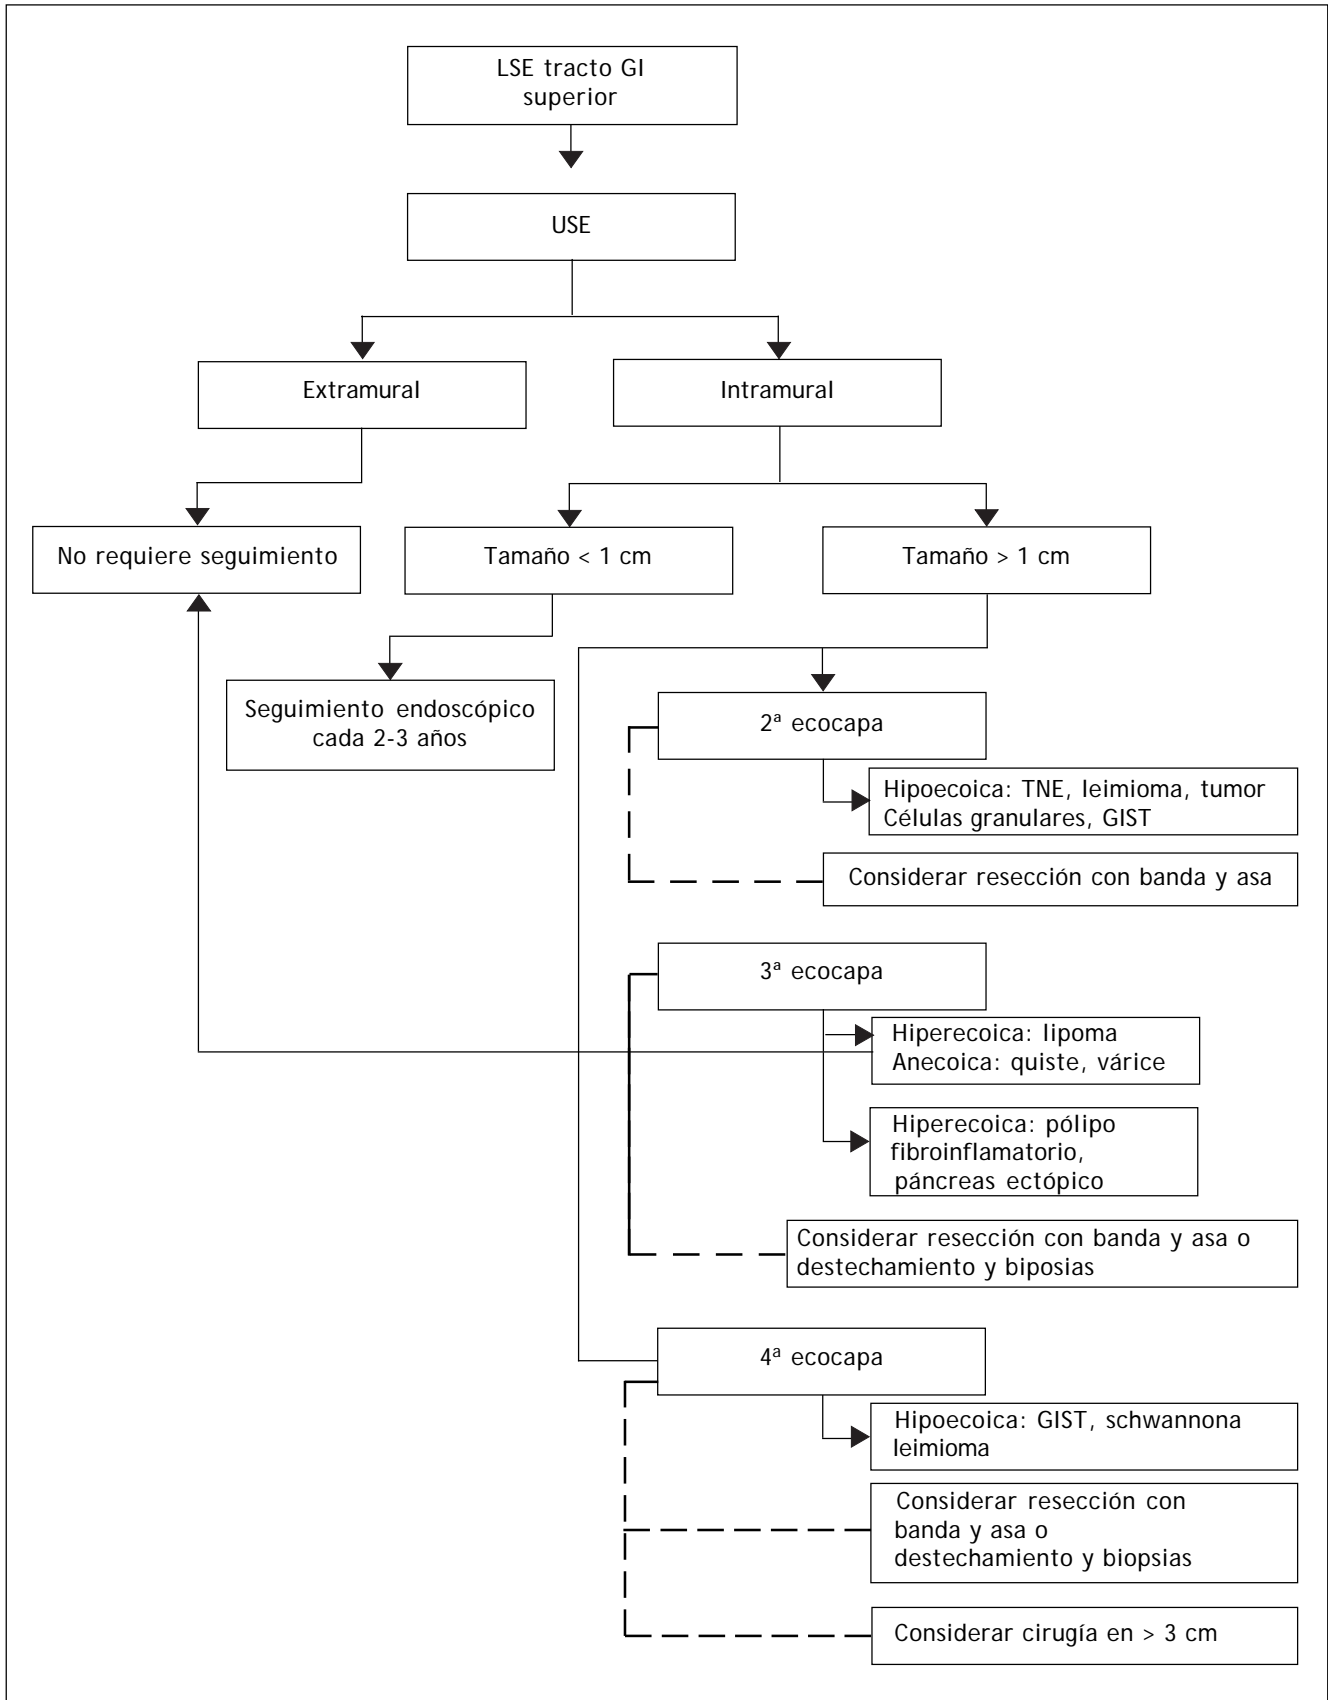 LSE tracto GI
superior
USE
Extramural
Intramural
No requiere seguimiento
Tamaño < 1 cm
Tamaño > 1 cm
Seguimiento endoscópico
cada 2-3 años
2ª ecocapa
Hipoecoica: TNE, leimioma, tumor
Células granulares, GIST
Considerar resección con banda y asa
3ª ecocapa
Hiperecoica: lipoma
Anecoica: quiste, várice
Hiperecoica: pólipo
fibroinflamatorio,
páncreas ectópico
Considerar resección con banda y asa o
destechamiento y biposias
4ª ecocapa
Hipoecoica: GIST, schwannona
leimioma
Considerar resección con
banda y asa o
destechamiento y biopsias
Considerar cirugía en > 3 cm